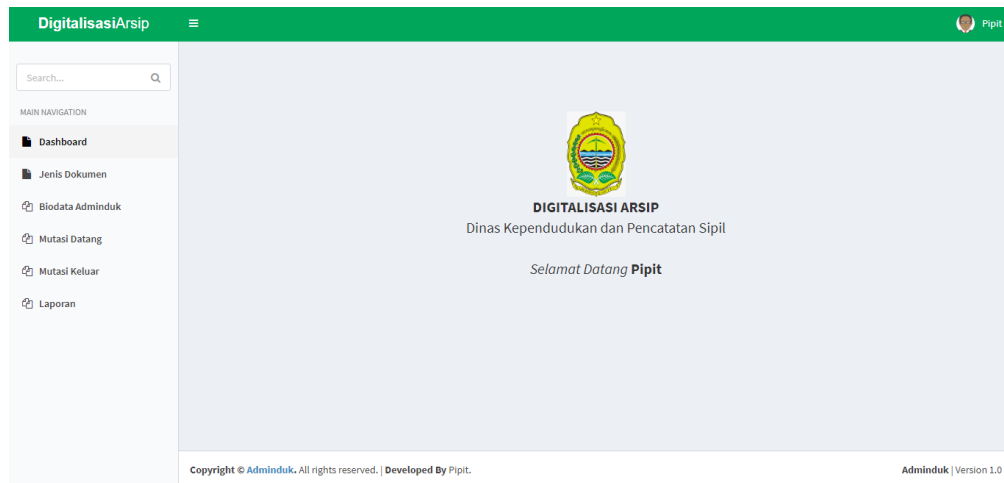 DigitalisasiArsip
Pipit
Search...
MAIN NAVIGATION
Dashboard
Jenis Dokumen
Biodata Adminduk
Mutasi Datang
Mutasi Keluar
Laporan
DIGITALISASI ARSIP
Dinas Kependudukan dan Pencatatan Sipil
Selamat Datang Pipit
Copyright © Adminduk. All rights reserved. | Developed By Pipit.
Adminduk | Version 1.0